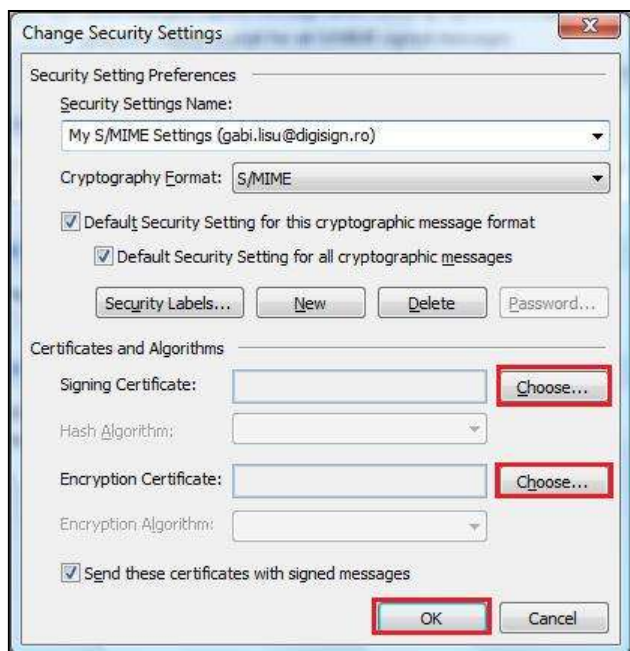 Change Security Settings
Security Setting Preferences
Security Settings Name:
My S/MIME Settings (gabi.lisu@digisign.ro)
Cryptography Format: S/MIME
Default Security Setting for this cryptographic message format
Default Security Setting for all cryptographic messages
Security Labels... New Delete Password...
Certificates and Algorithms
Signing Certificate: Choose...
Hash Algorithm:
Encryption Certificate: Choose...
Encryption Algorithm:
Send these certificates with signed messages
OK Cancel